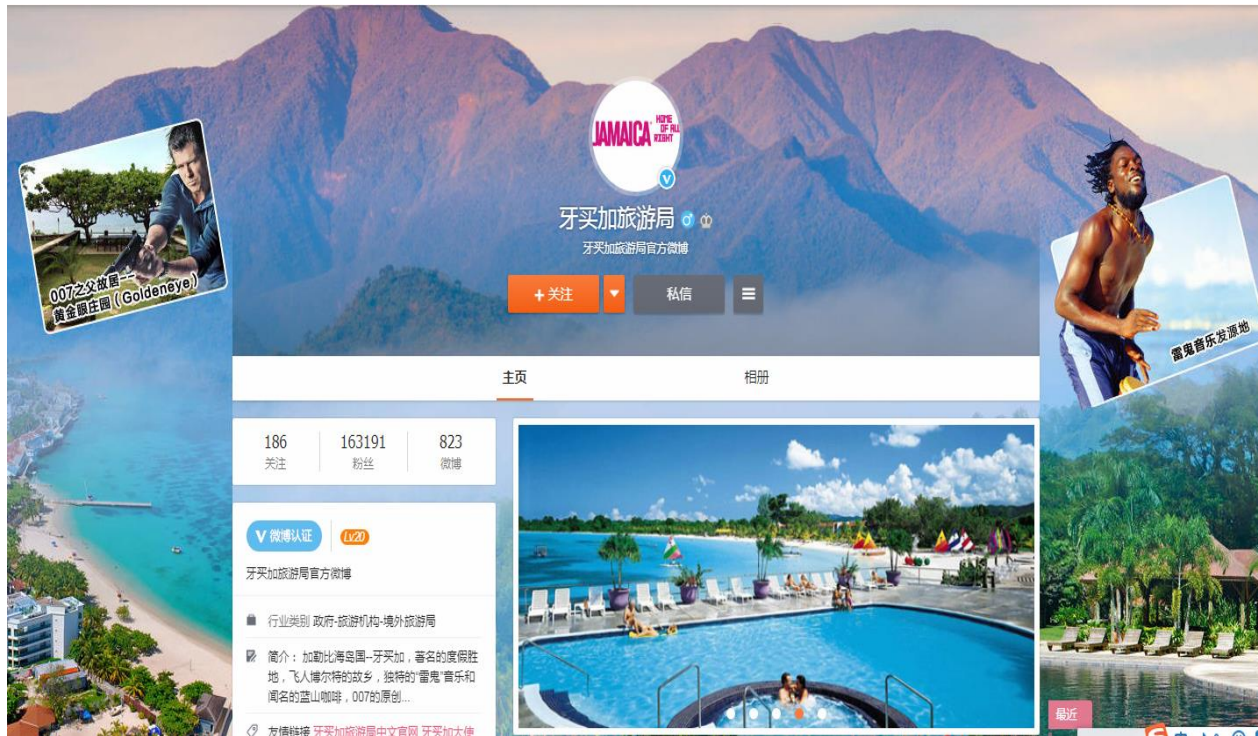 JAMAICA HOME
OF ALL
RIGHT
V
牙买加旅游局
牙买加旅游局官方微博
+关注
私信
007之父故居--
黄金眼庄园（Goldeneye）
雷鬼音乐发源地
主页 相册
186 163191 823
关注 粉丝 微博
V 微博认证 Lv20
牙买加旅游局官方微博
行业类别 政府-旅游机构-境外旅游局
简介： 加勒比海岛国--牙买加，著名的度假胜
地，飞人博尔特的故乡，独特的“雷鬼”音乐和
闻名的蓝山咖啡，007的原创...
友情链接 牙买加旅游局中文官网 牙买加大使
最近